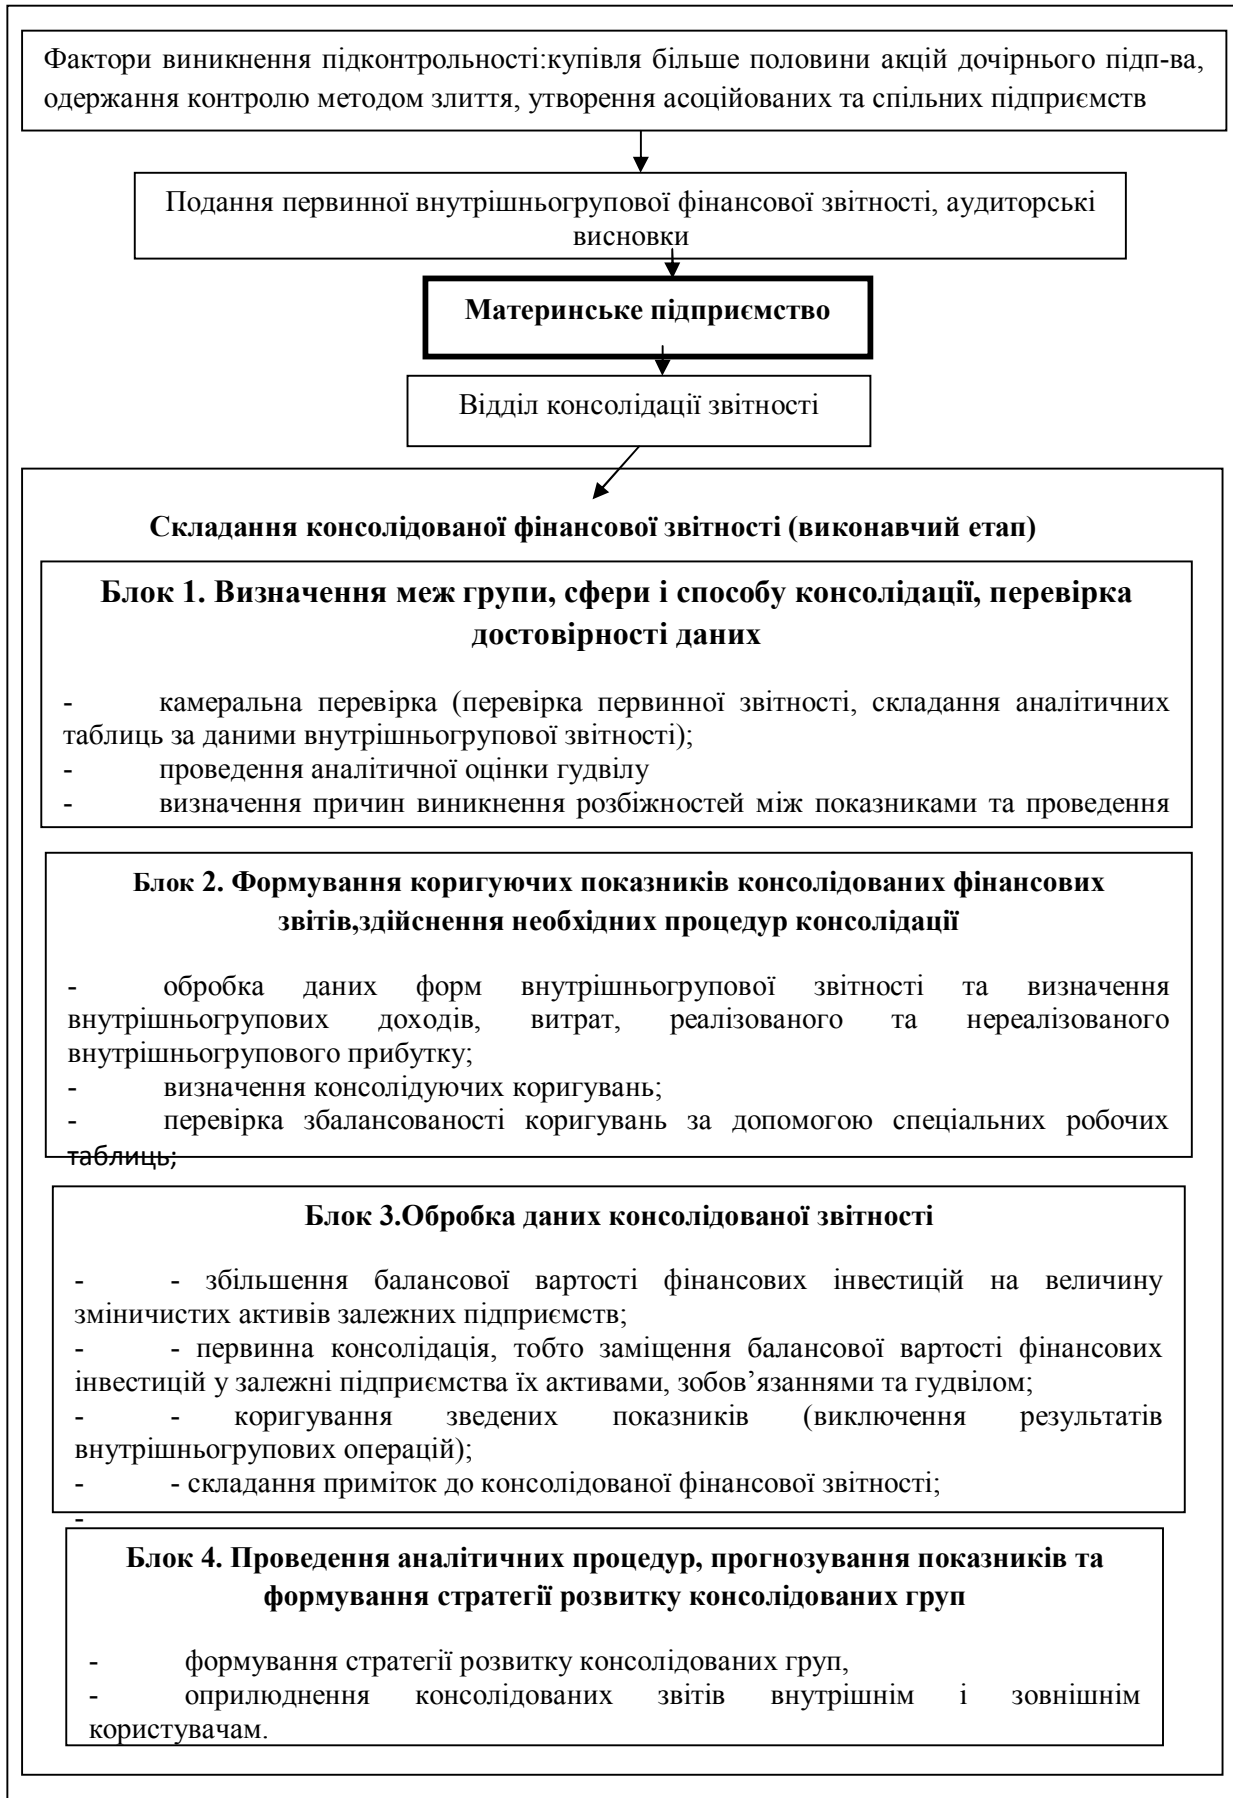 Фактори виникнення підконтрольності:купівля більше половини акцій дочірнього підп-ва,
одержання контролю методом злиття, утворення асоційованих та спільних підприємств
Подання первинної внутрішньогрупової фінансової звітності, аудиторські
висновки
Материнське підприємство
Відділ консолідації звітності
Складання консолідованої фінансової звітності (виконавчий етап)
Блок 1. Визначення меж групи, сфери і способу консолідації, перевірка
достовірності даних
- камеральна перевірка (перевірка первинної звітності, складання аналітичних
таблиць за даними внутрішньогрупової звітності);
- проведення аналітичної оцінки гудвілу
- визначення причин виникнення розбіжностей між показниками та проведення
Блок 2. Формування коригуючих показників консолідованих фінансових
звітів,здійснення необхідних процедур консолідації
- обробка даних форм внутрішньогрупової звітності та визначення
внутрішньогрупових доходів, витрат, реалізованого та нереалізованого
внутрішньогрупового прибутку;
- визначення консолідуючих коригувань;
- перевірка збалансованості коригувань за допомогою спеціальних робочих
таблиць;
Блок 3.Обробка даних консолідованої звітності
- - збільшення балансової вартості фінансових інвестицій на величину
зміничистих активів залежних підприємств;
- - первинна консолідація, тобто заміщення балансової вартості фінансових
інвестицій у залежні підприємства їх активами, зобов’язаннями та гудвілом;
- - коригування зведених показників (виключення результатів
внутрішньогрупових операцій);
- - складання приміток до консолідованої фінансової звітності;
-
Блок 4. Проведення аналітичних процедур, прогнозування показників та
формування стратегії розвитку консолідованих груп
- формування стратегії розвитку консолідованих груп,
- оприлюднення консолідованих звітів внутрішнім і зовнішнім
користувачам.